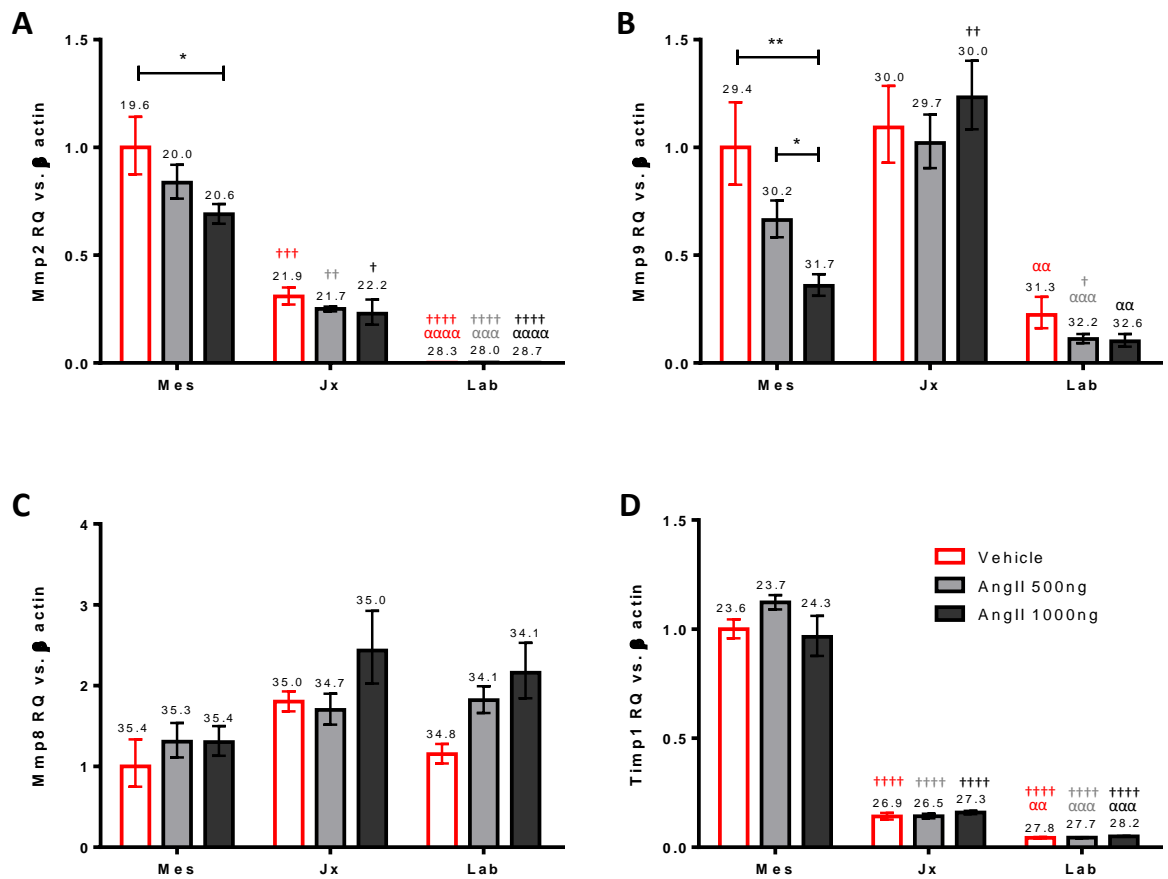 A
Mmp2 RQ vs. β actin
1.5
1.0
0.5
0.0
*
19.6
20.0
20.6
†††
††
†
21.9
21.7
22.2
†††† †††† ††††
αααα ααα αααα
28.3 28.0 28.7
Mes Jx Lab
B
Mmp9 RQ vs. β actin
1.5
1.0
0.5
0.0
**
*
29.4
30.2
31.7
30.0
29.7
††
30.0
αα
31.3
†
ααα
32.2
αα
32.6
Mes Jx Lab
C
Mmp8 RQ vs. β actin
4
3
2
1
0
35.4
35.3
35.4
35.0
34.7
35.0
34.8
34.1
34.1
Mes Jx Lab
D
Timp1 RQ vs. β actin
1.5
1.0
0.5
0.0
Vehicle
AngII 500ng
AngII 1000ng
23.6
23.7
24.3
†††† †††† ††††
26.9 26.5 27.3
†††† †††† ††††
αα ααα ααα
27.8 27.7 28.2
Mes Jx Lab